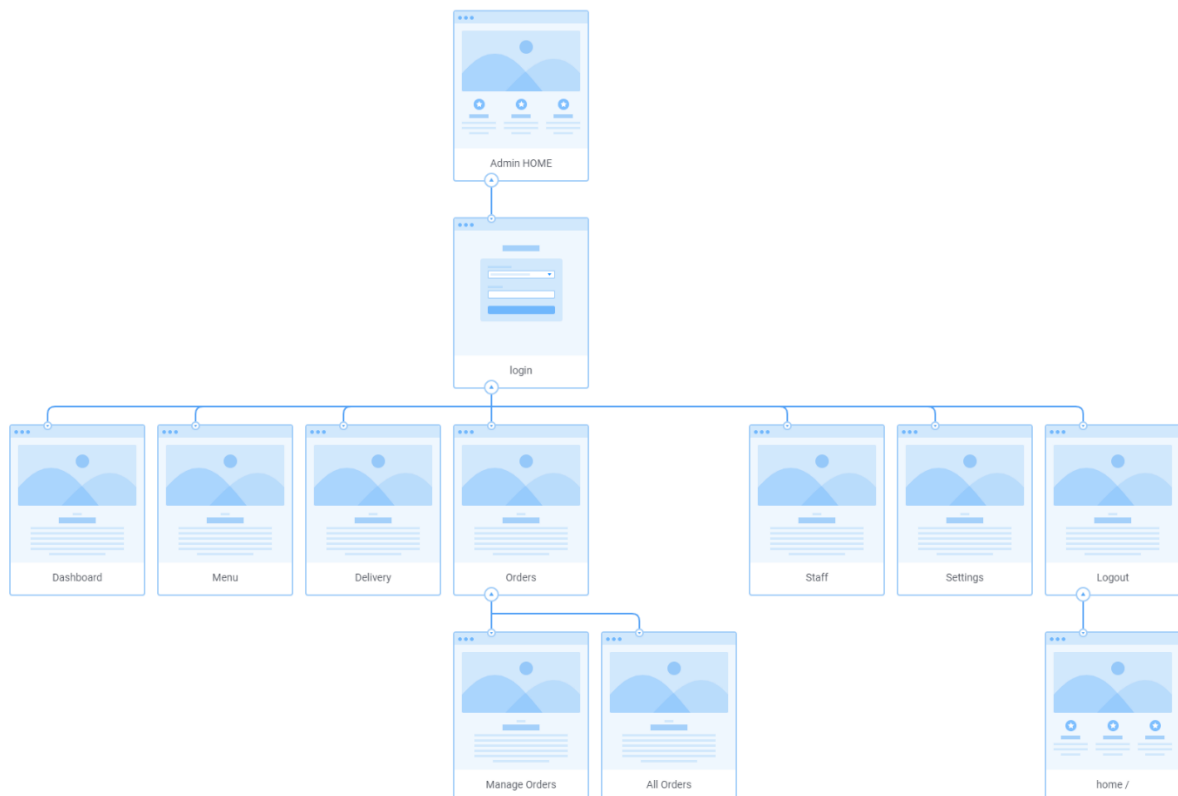 Admin HOME
login
Dashboard
Menu
Delivery
Orders
Staff
Settings
Logout
Manage Orders
All Orders
home /